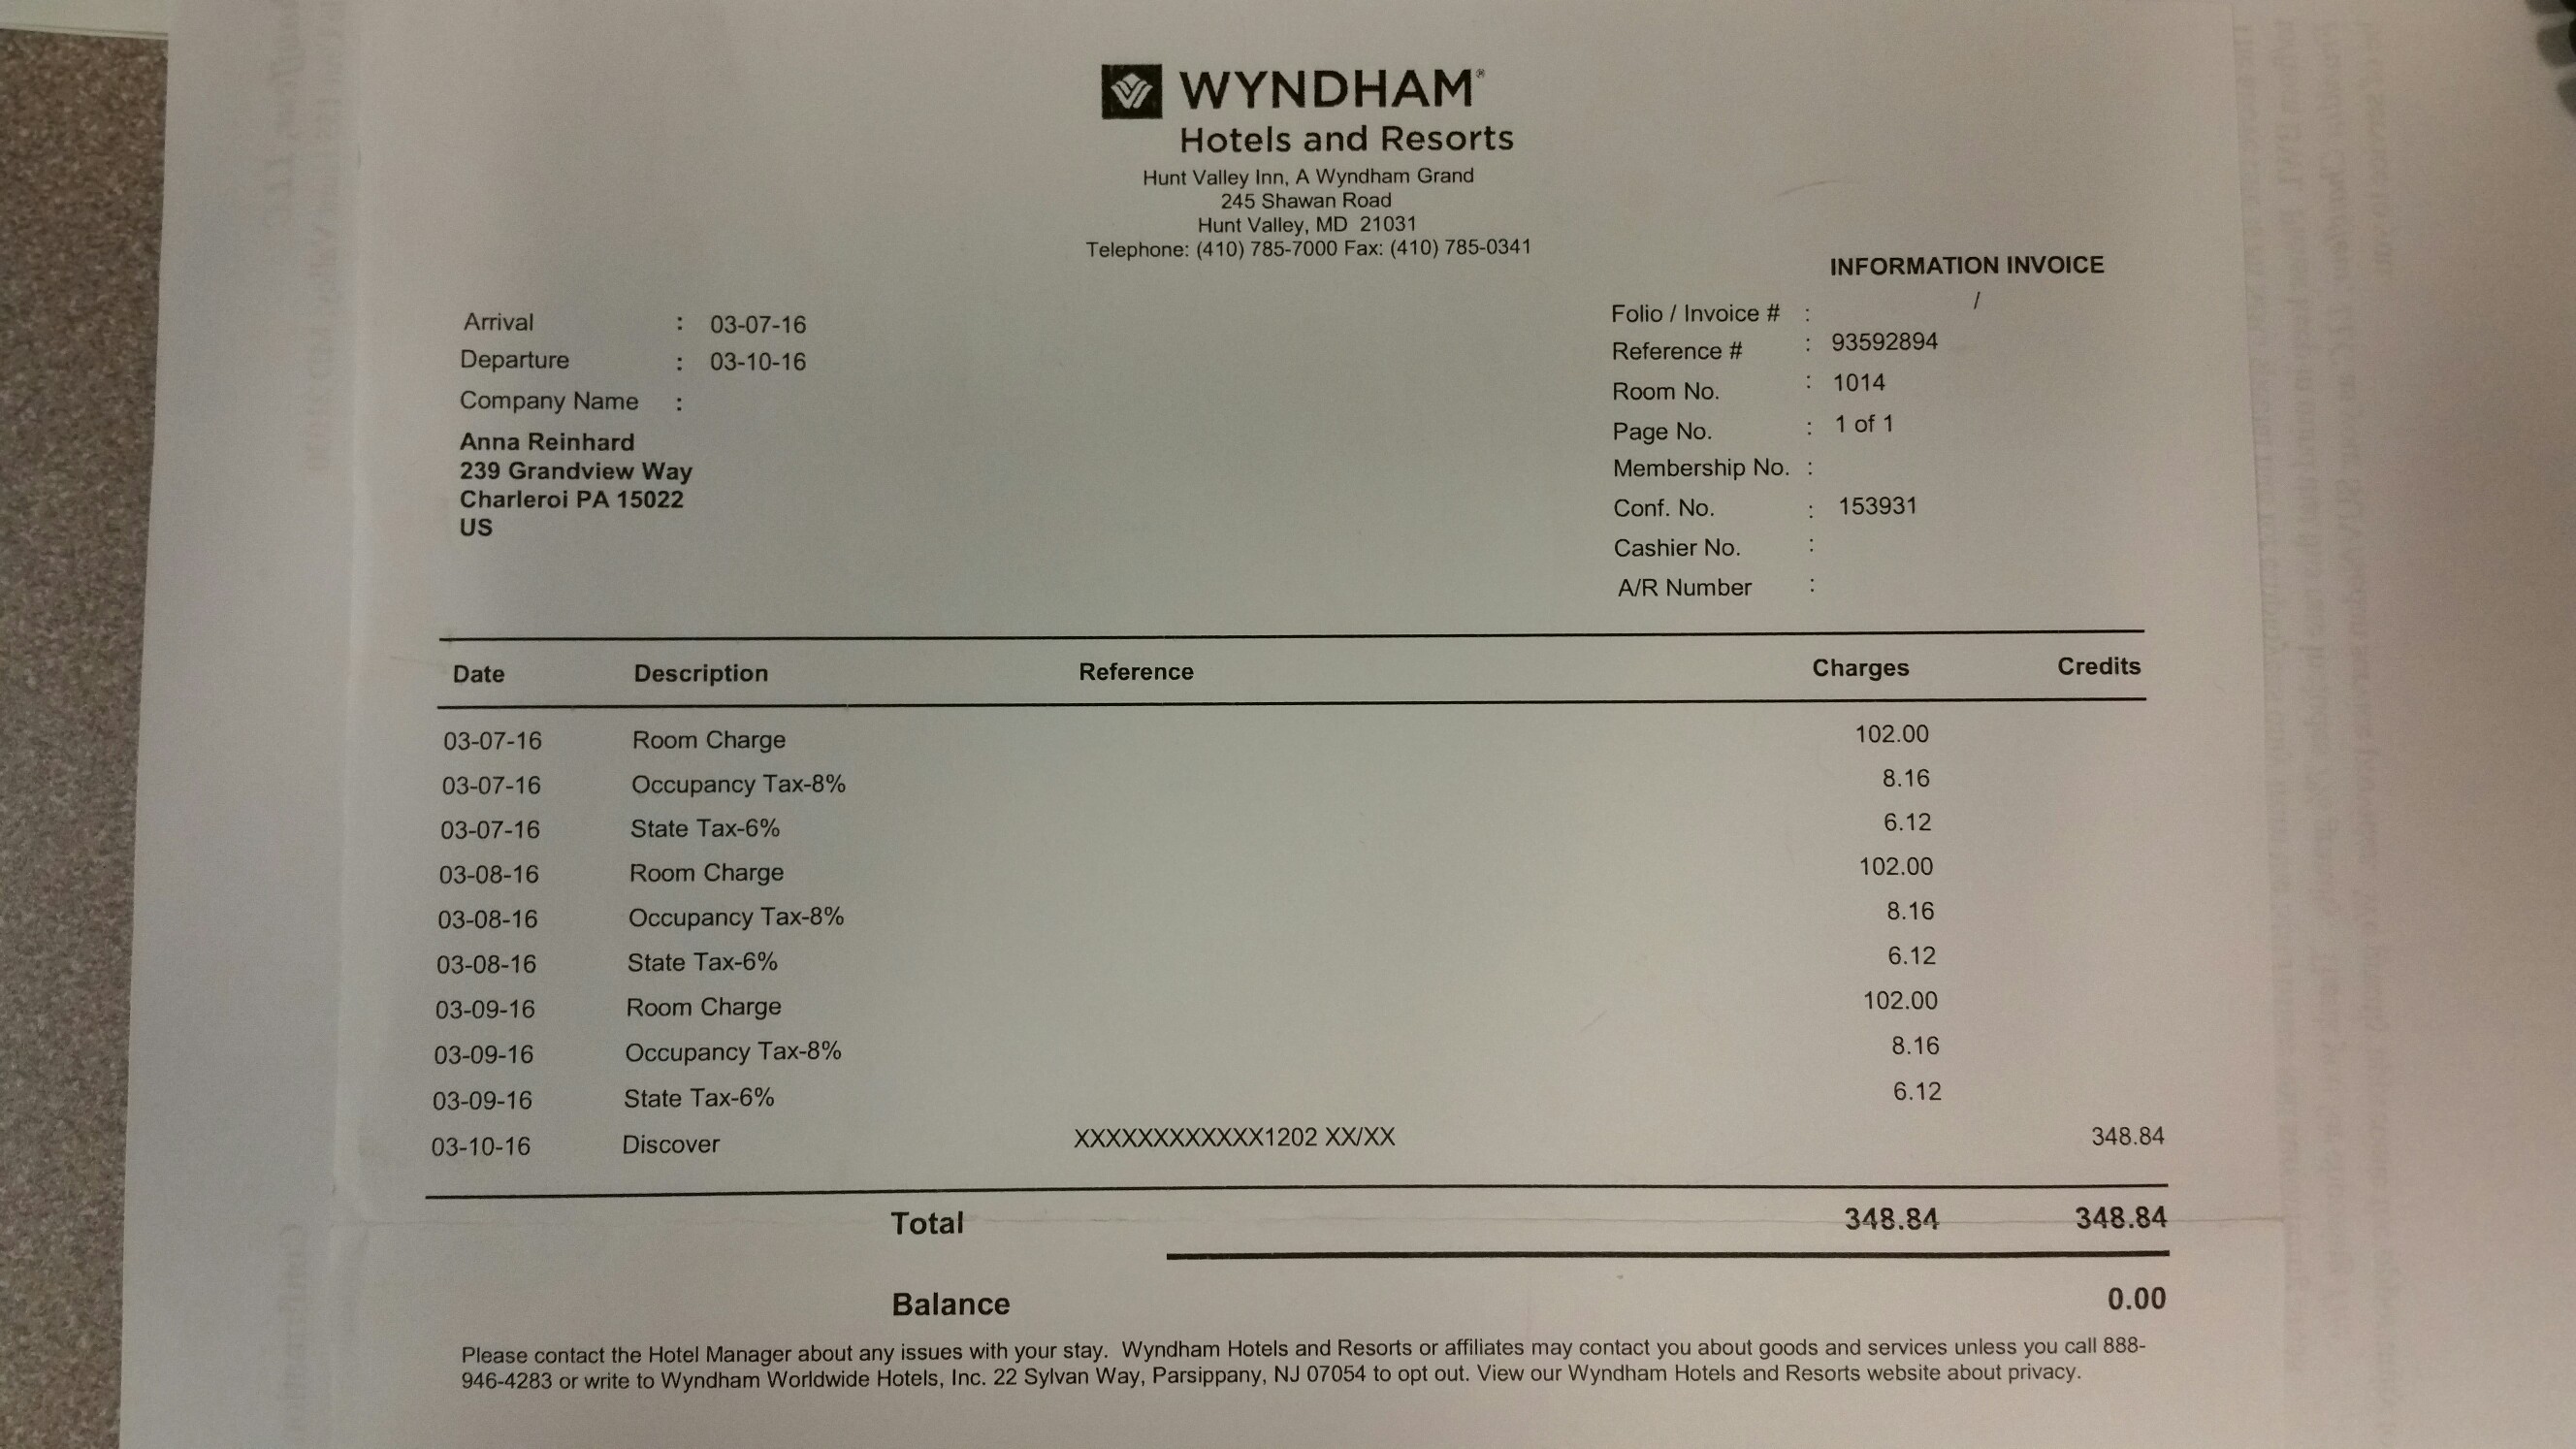 WYNDHAM®
Hotels and Resorts
Hunt Valley Inn, A Wyndham Grand
245 Shawan Road
Hunt Valley, MD 21031
Telephone: (410) 785-7000 Fax: (410) 785-0341
INFORMATION INVOICE
Arrival : 03-07-16
Departure : 03-10-16
Company Name :
Anna Reinhard
239 Grandview Way
Charleroi PA 15022
US
Folio / Invoice # : /
Reference # : 93592894
Room No. : 1014
Page No. : 1 of 1
Membership No. :
Conf. No. : 153931
Cashier No. :
A/R Number :
Date Description Reference Charges Credits
03-07-16 Room Charge 102.00
03-07-16 Occupancy Tax-8% 8.16
03-07-16 State Tax-6% 6.12
03-08-16 Room Charge 102.00
03-08-16 Occupancy Tax-8% 8.16
03-08-16 State Tax-6% 6.12
03-09-16 Room Charge 102.00
03-09-16 Occupancy Tax-8% 8.16
03-09-16 State Tax-6% 6.12
03-10-16 Discover XXXXXXXXXXXX1202 XX/XX 348.84
Total 348.84 348.84
Balance 0.00
Please contact the Hotel Manager about any issues with your stay. Wyndham Hotels and Resorts or affiliates may contact you about goods and services unless you call 888-
946-4283 or write to Wyndham Worldwide Hotels, Inc. 22 Sylvan Way, Parsippany, NJ 07054 to opt out. View our Wyndham Hotels and Resorts website about privacy.